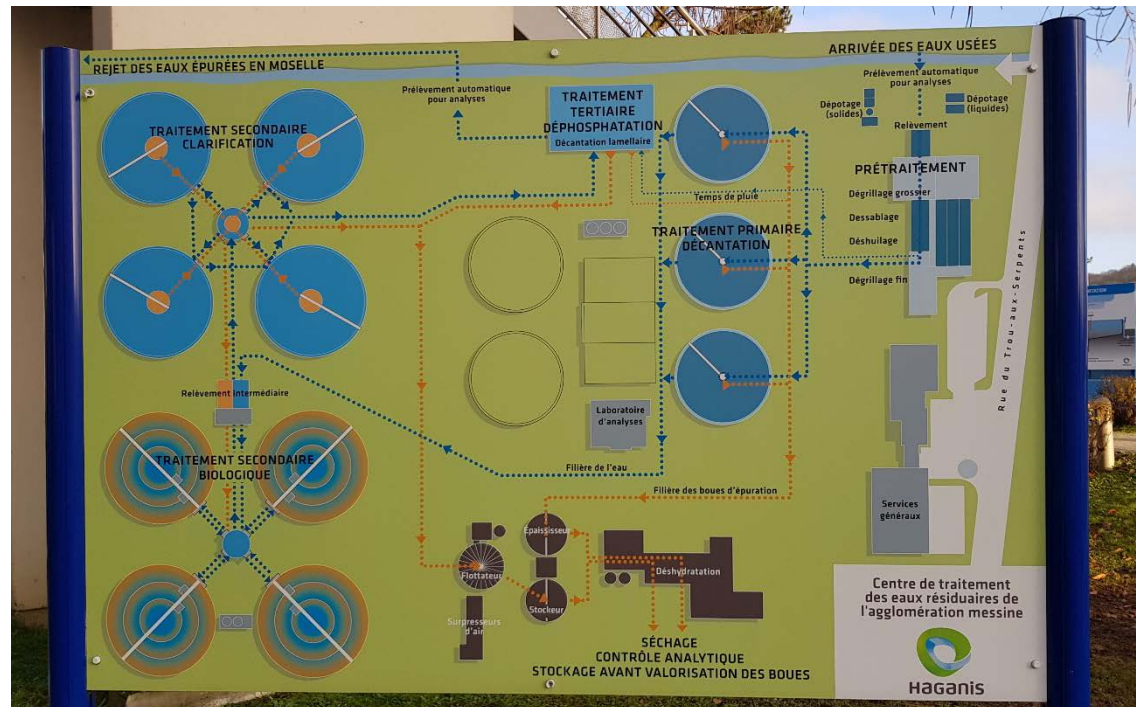 REJET DES EAUX ÉPURÉES EN MOSELLE
ARRIVÉE DES EAUX USÉES
Prélèvement automatique
pour analyses
Prélèvement automatique
pour analyses
TRAITEMENT
TERTIAIRE
DÉPHOSPHATATION
Décantation lamellaire
Dépotage
(solides)
Dépotage
(liquides)
Relèvement
TRAITEMENT SECONDAIRE
CLARIFICATION
PRÉTRAITEMENT
Dégrillage grossier
Dessablage
Déshuilage
Dégrillage fin
Temps de pluie
TRAITEMENT PRIMAIRE
DÉCANTATION
Rue du Trou-aux-Serpents
Relèvement intermédiaire
Laboratoire
d'analyses
TRAITEMENT SECONDAIRE
BIOLOGIQUE
Filière de l'eau
Filière des boues d'épuration
Services
généraux
Épaississeur
Flottateur
Déshydratation
Stockeur
Surpresseurs
d'air
SÉCHAGE
CONTRÔLE ANALYTIQUE
STOCKAGE AVANT VALORISATION DES BOUES
Centre de traitement
des eaux résiduaires de
l'agglomération messine
HAGANIS